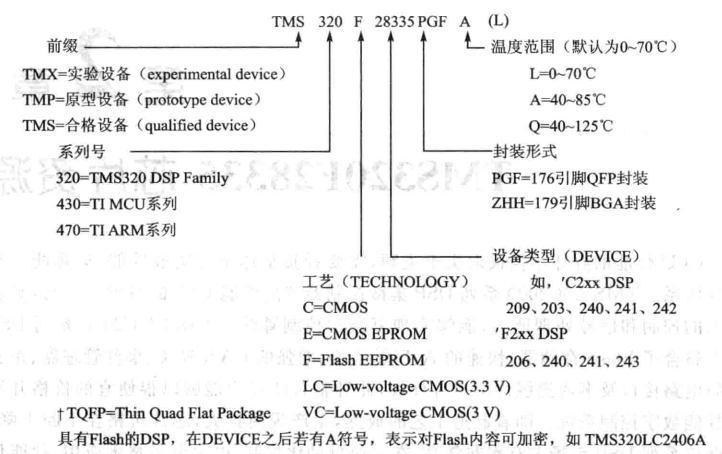 TMS 320 F 28335 PGF A (L)
前缀
温度范围（默认为0~70℃）
TMX=实验设备（experimental device）
L=0~70℃
TMP=原型设备（prototype device）
A=40~85℃
TMS=合格设备（qualified device）
Q=40~125℃
系列号
封装形式
320=TMS320 DSP Family
PGF=176引脚QFP封装
430=TI MCU系列
ZHH=179引脚BGA封装
470=TI ARM系列
设备类型（DEVICE）
工艺（TECHNOLOGY）
如，'C2xx DSP
C=CMOS
209、203、240、241、242
E=CMOS EPROM
'F2xx DSP
F=Flash EEPROM
206、240、241、243
LC=Low-voltage CMOS(3.3 V)
†TQFP=Thin Quad Flat Package
VC=Low-voltage CMOS(3 V)
具有Flash的DSP，在DEVICE之后若有A符号，表示对Flash内容可加密，如 TMS320LC2406A